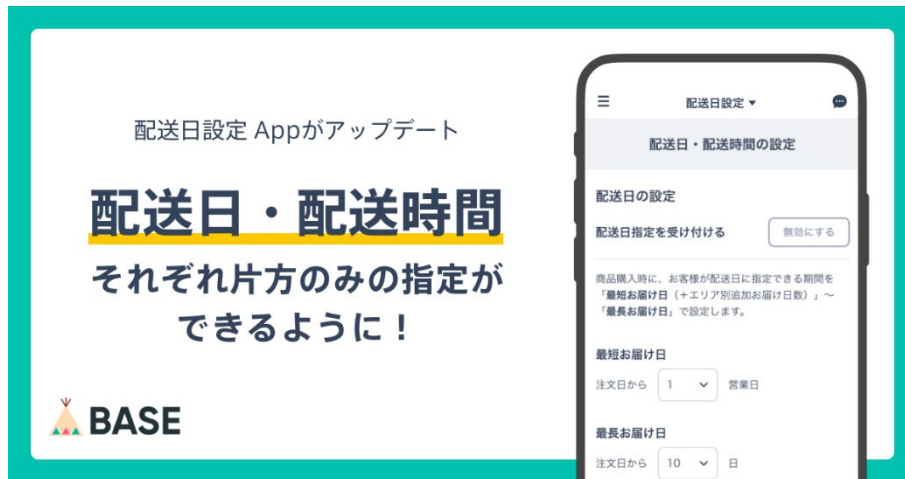 配送日設定 Appがアップデート
配送日・配送時間
それぞれ片方のみの指定が
できるように！
BASE
配送日設定 ▼
配送日・配送時間の設定
配送日の設定
配送日指定を受け付ける 無効にする
商品購入時に、お客様が配送日に指定できる期間を
「最短お届け日（＋エリア別追加お届け日数）」～
「最長お届け日」で設定します。
最短お届け日
注文日から 1 営業日
最長お届け日
注文日から 10 日